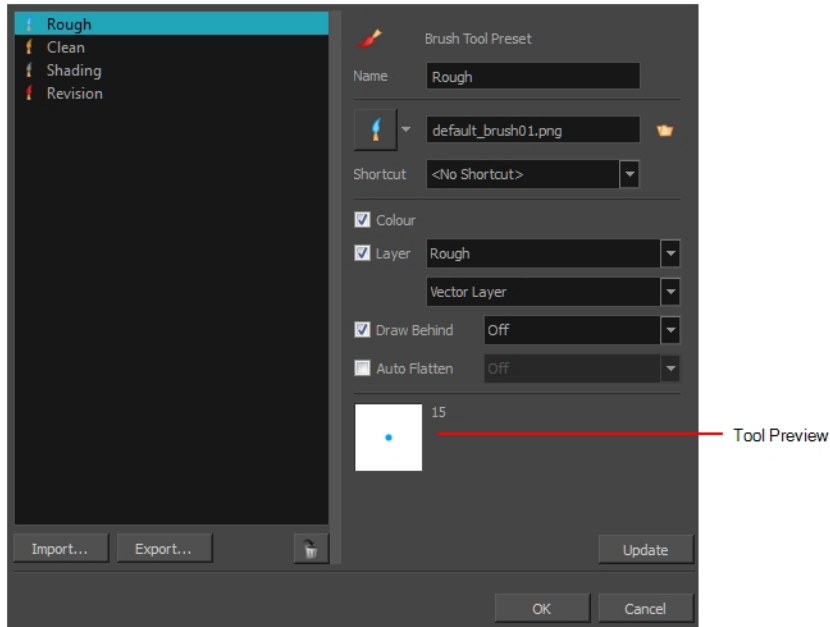 Rough
Clean
Shading
Revision
Import...
Export...
Brush Tool Preset
Name Rough
default_brush01.png
Shortcut <No Shortcut>
Colour
Layer Rough
Vector Layer
Draw Behind Off
Auto Flatten Off
15
Tool Preview
Update
OK Cancel